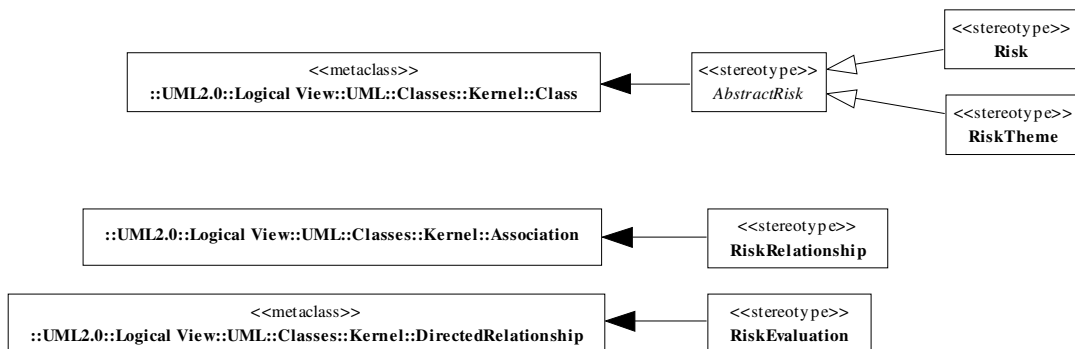 <<stereotype>>
Risk
<<metaclass>>
::UML2.0::Logical View::UML::Classes::Kernel::Class
<<stereotype>>
AbstractRisk
<<stereotype>>
RiskTheme
::UML2.0::Logical View::UML::Classes::Kernel::Association
<<stereotype>>
RiskRelationship
<<metaclass>>
::UML2.0::Logical View::UML::Classes::Kernel::DirectedRelationship
<<stereotype>>
RiskEvaluation